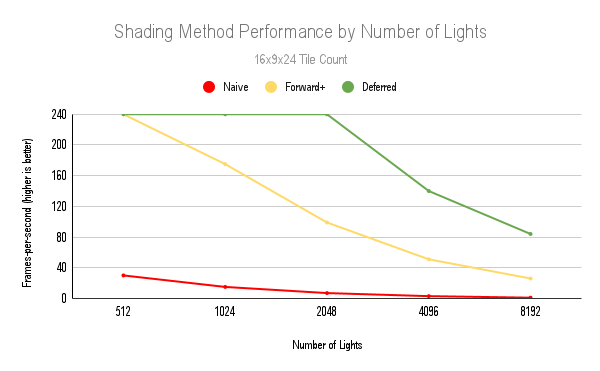 Shading Method Performance by Number of Lights
16x9x24 Tile Count
Naive Forward+ Deferred
Frames-per-second (higher is better)
240
200
160
120
80
40
0
512 1024 2048 4096 8192
Number of Lights